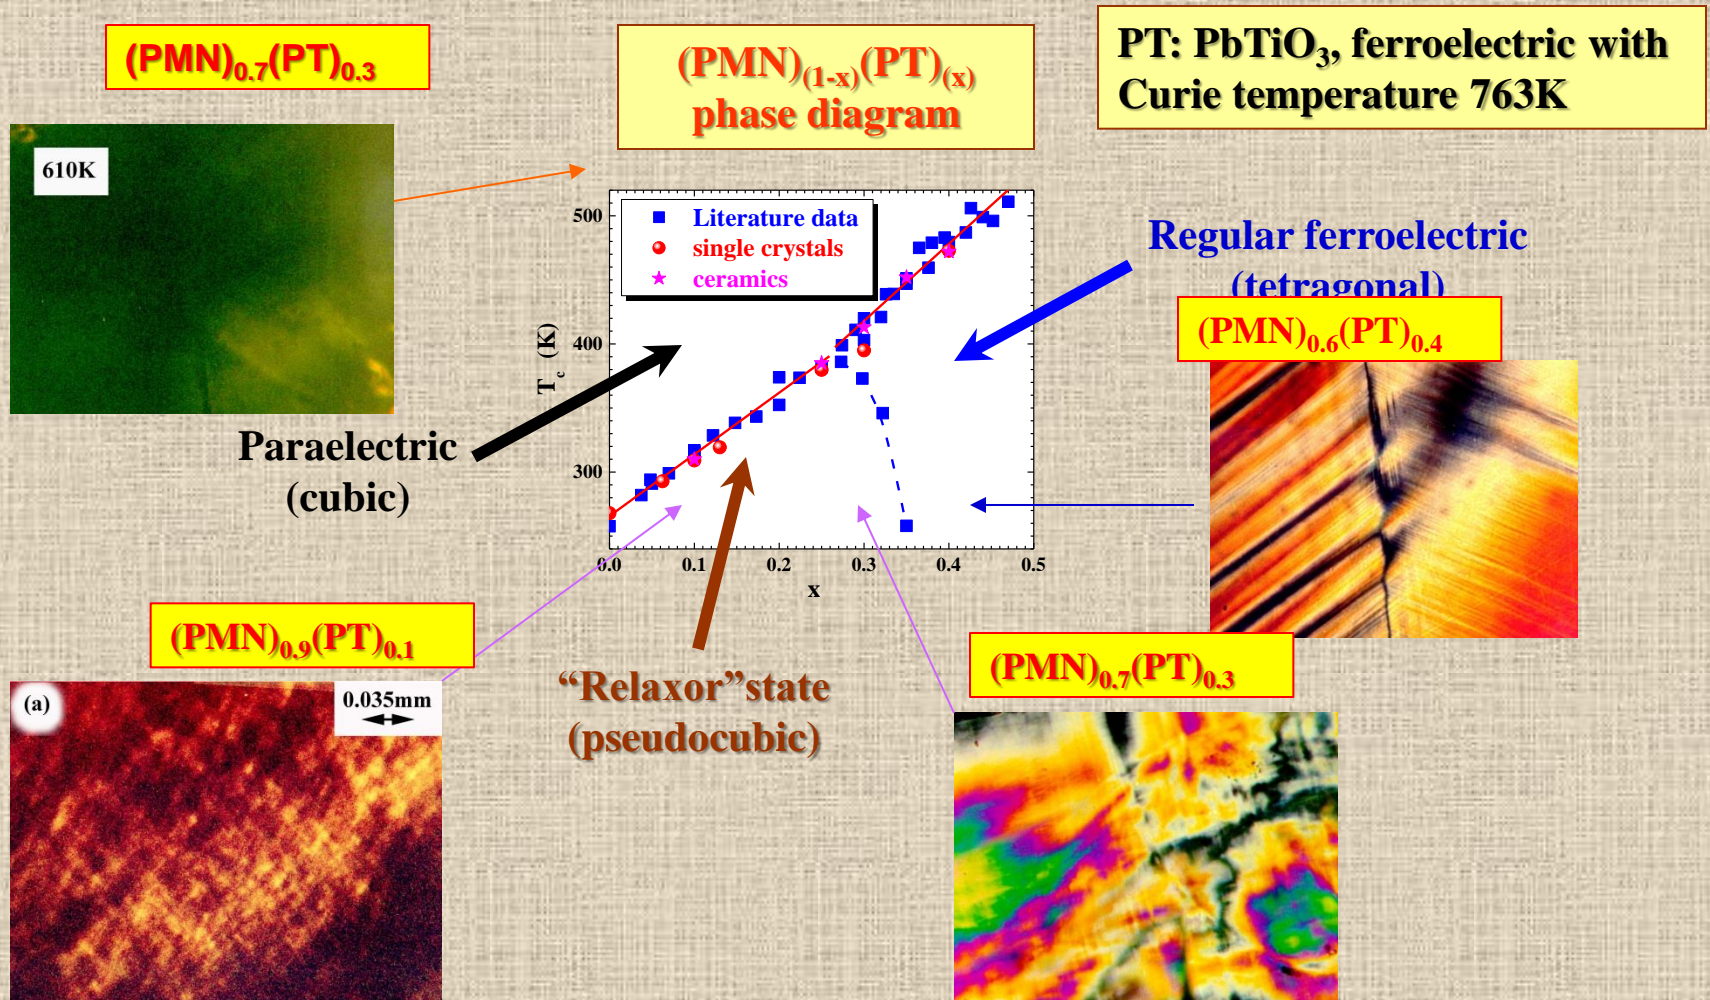 (PMN)₀.₇(PT)₀.₃
(PMN)₍₁₋ₓ₎(PT)₍ₓ₎
phase diagram
PT: PbTiO₃, ferroelectric with
Curie temperature 763K
610K
Literature data
single crystals
ceramics
500
400
300
T_c (K)
0.0 0.1 0.2 0.3 0.4 0.5
x
Regular ferroelectric
(tetragonal)
(PMN)₀.₆(PT)₀.₄
Paraelectric
(cubic)
(PMN)₀.₉(PT)₀.₁
(a)
0.035mm
“Relaxor”state
(pseudocubic)
(PMN)₀.₇(PT)₀.₃